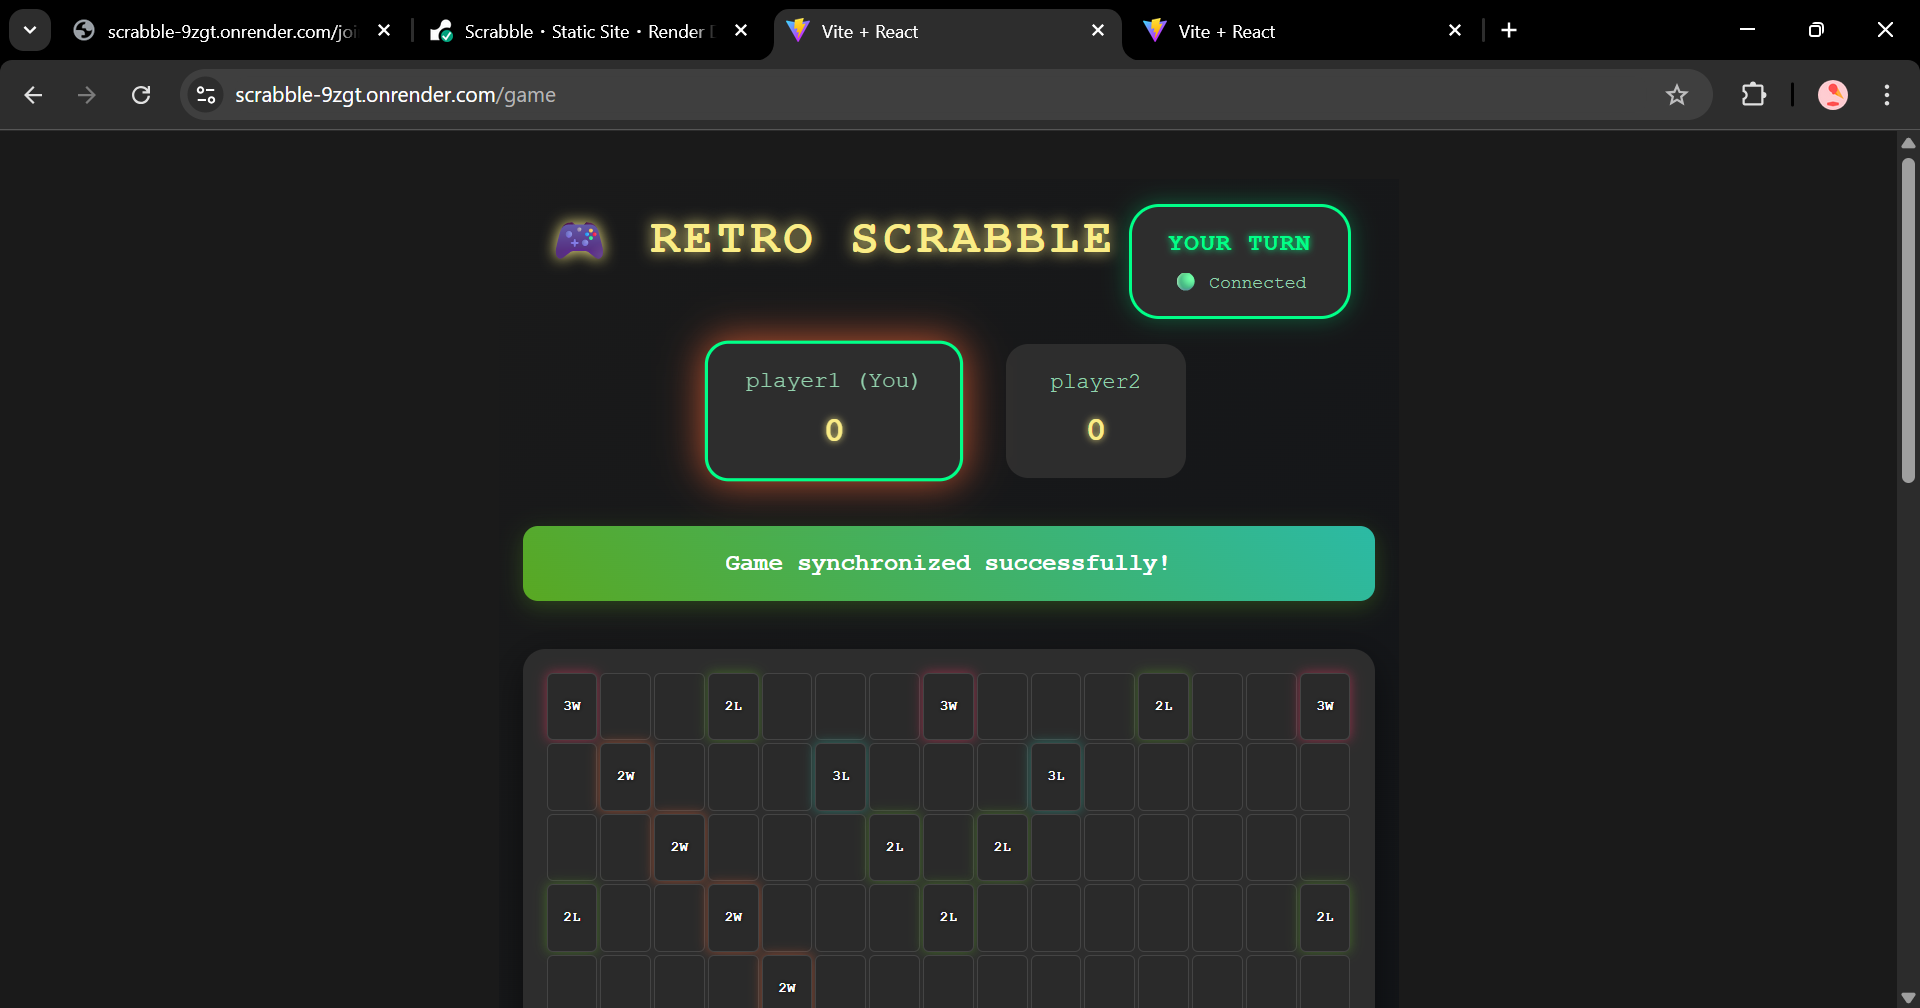 scrabble-9zgt.onrender.com/joi
Scrabble · Static Site · Render
Vite + React
Vite + React
scrabble-9zgt.onrender.com/game
RETRO SCRABBLE
YOUR TURN
Connected
player1 (You)
0
player2
0
Game synchronized successfully!
3W 2L 3W 2L 3W
2W 3L 3L
2W 2L 2L
2L 2W 2L 2L
2W